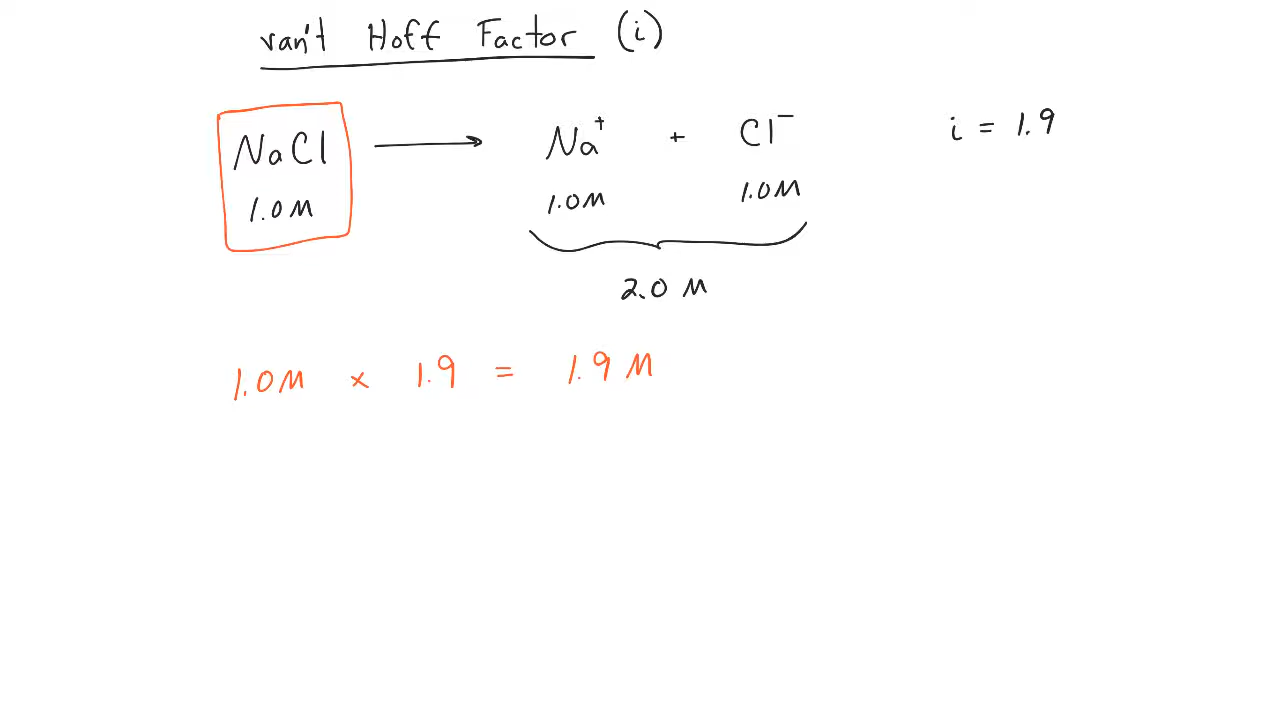 van't Hoff Factor (i)
NaCl → Na⁺ + Cl⁻ i = 1.9
1.0M 1.0M 1.0M
2.0 M
1.0M × 1.9 = 1.9 M